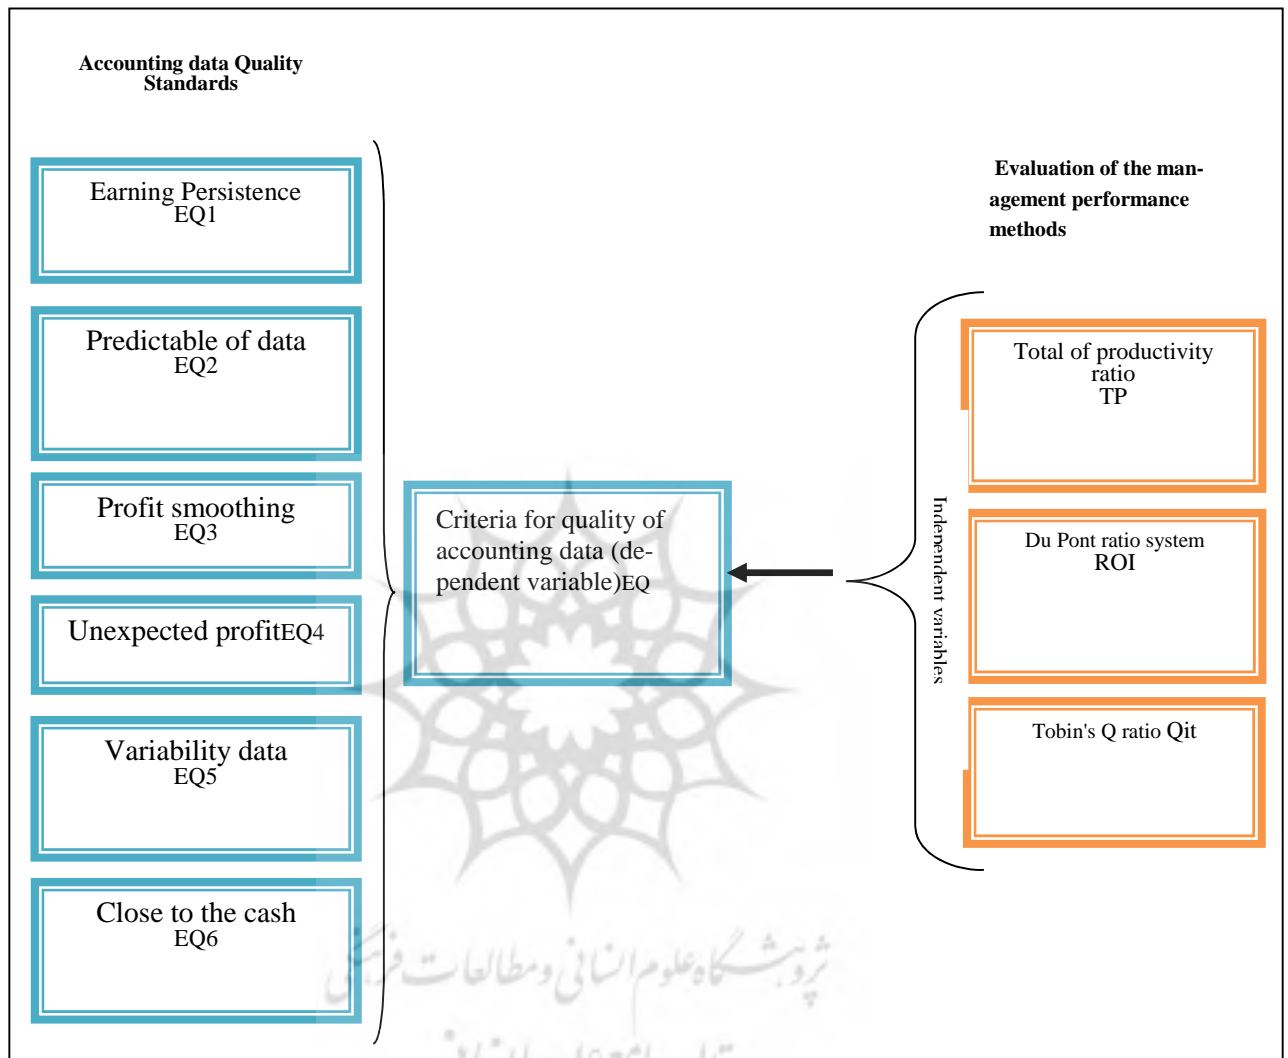 Accounting data Quality
Standards
Earning Persistence
EQ1
Predictable of data
EQ2
Profit smoothing
EQ3
Unexpected profitEQ4
Variability data
EQ5
Close to the cash
EQ6
Criteria for quality of
accounting data (de-
pendent variable)EQ
Evaluation of the man-
agement performance
methods
Independent variables
Total of productivity
ratio
TP
Du Pont ratio system
ROI
Tobin's Q ratio Qit
پژوهشگاه علوم انسانی و مطالعات فرهنگی